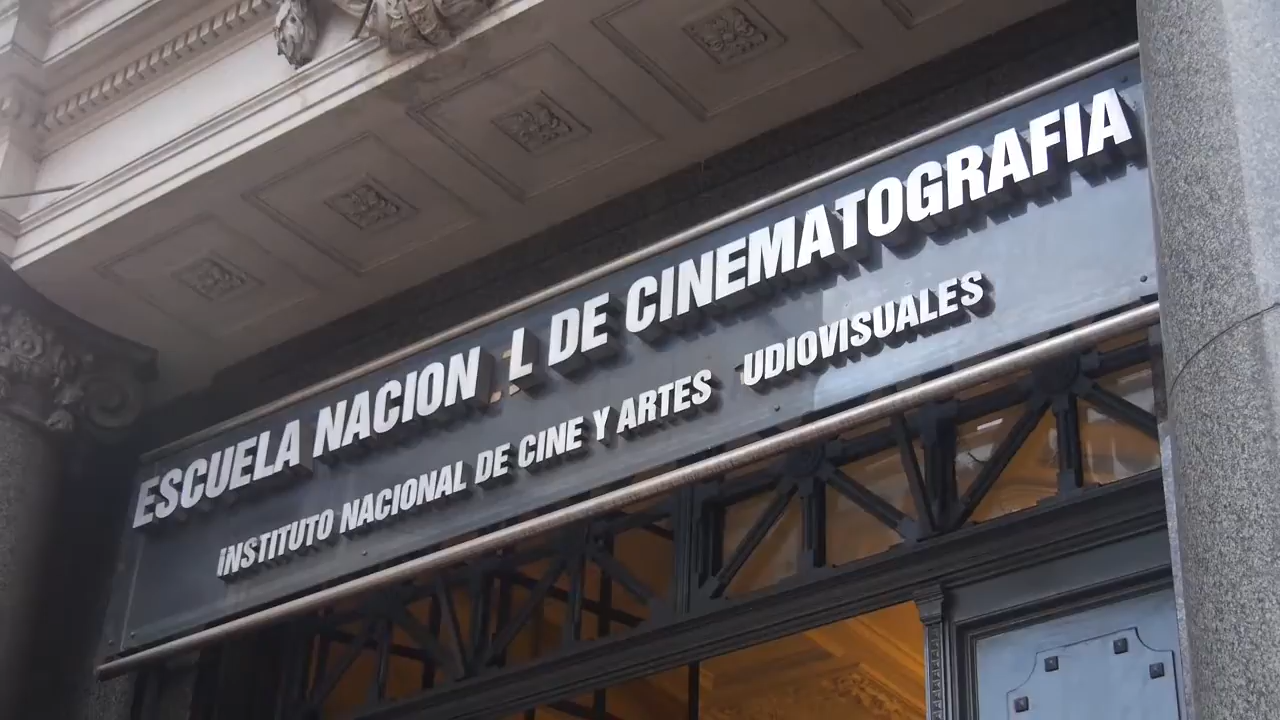 ESCUELA NACION L DE CINEMATOGRAFIA
INSTITUTO NACIONAL DE CINE Y ARTES UDIOVISUALES